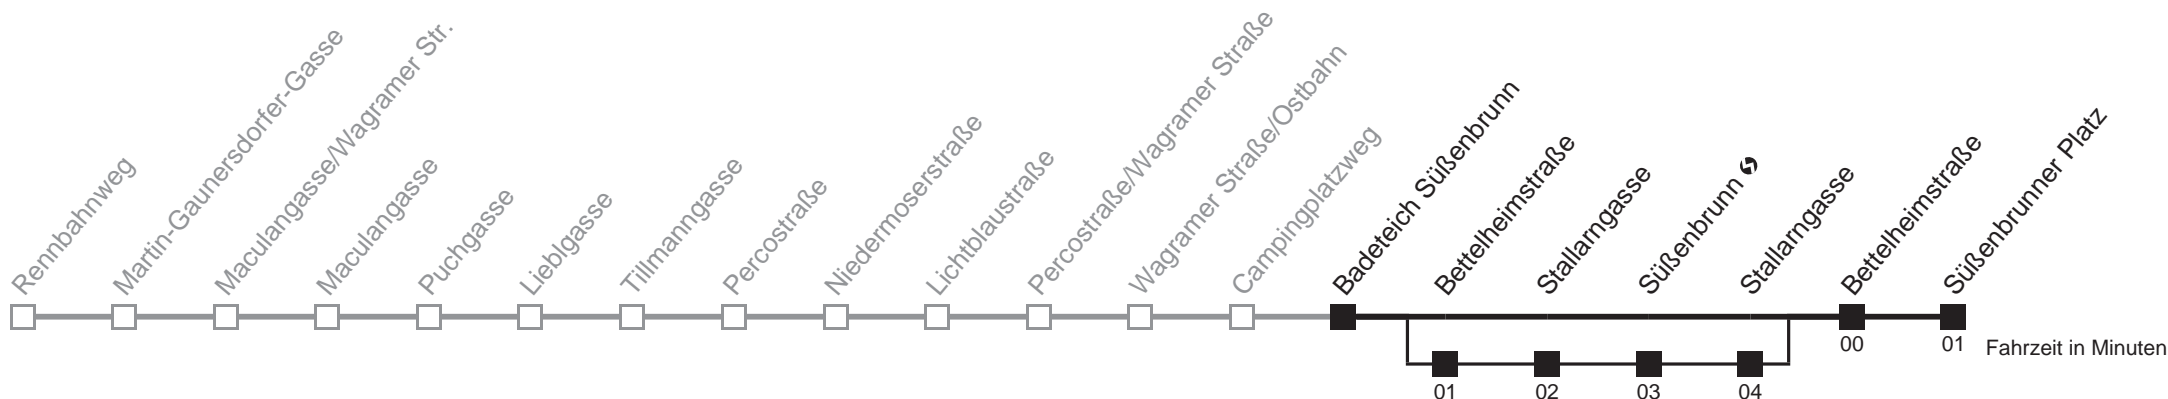 Rennbahnweg
Martin-Gaunersdorfer-Gasse
Maculangasse/Wagramer Str.
Maculangasse
Puchgasse
Lieblgasse
Tillmanngasse
Percostraße
Niedermoserstraße
Lichtblaustraße
Percostraße/Wagramer Straße
Wagramer Straße/Ostbahn
Campingplatzweg
Badeteich Süßenbrunn
Bettelheimstraße
Stallarngasse
Süßenbrunn
Stallarngasse
Bettelheimstraße
Süßenbrunner Platz
00
01
Fahrzeit in Minuten
01
02
03
04